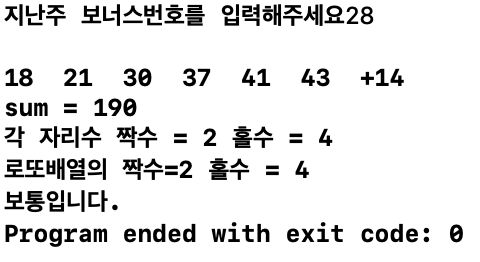 지난주 보너스번호를 입력해주세요28
18 21 30 37 41 43 +14
sum = 190
각 자리수 짝수 = 2 홀수 = 4
로또배열의 짝수=2 홀수 = 4
보통입니다.
Program ended with exit code: 0